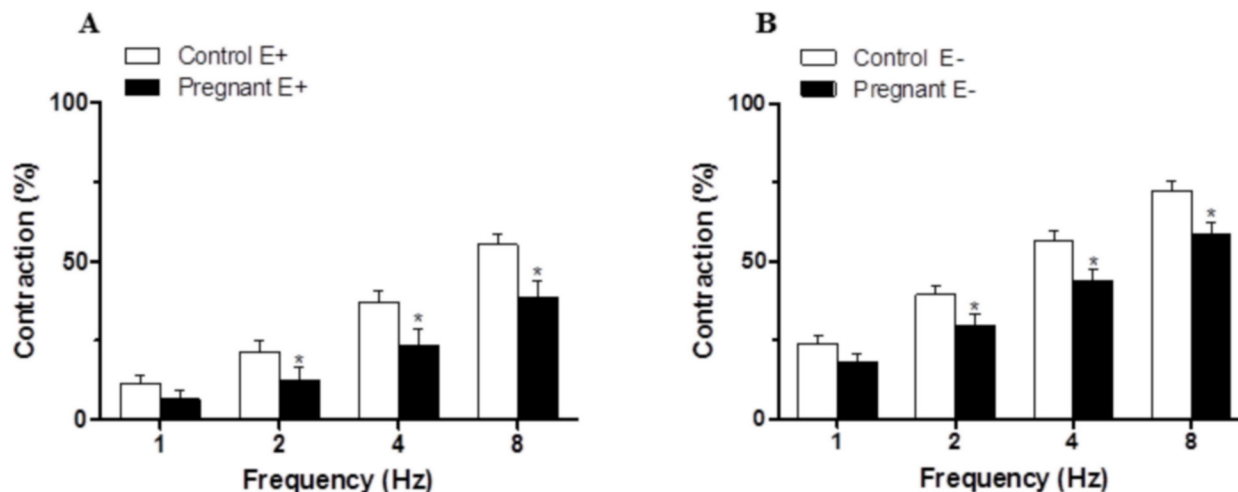 A
Control E+
Pregnant E+
100
50
0
Contraction (%)
*
*
*
1 2 4 8
Frequency (Hz)
B
Control E-
Pregnant E-
100
50
0
Contraction (%)
*
*
*
1 2 4 8
Frequency (Hz)